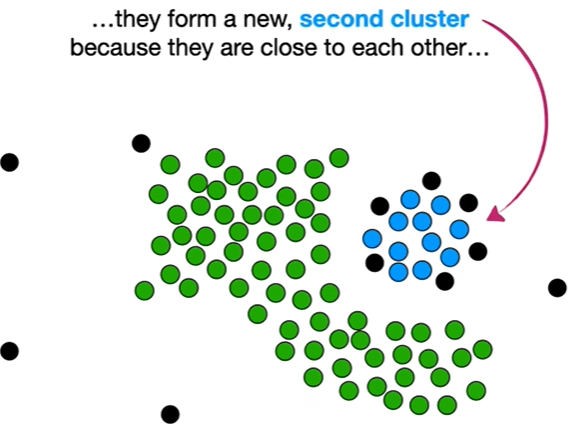 ...they form a new, second cluster
because they are close to each other...